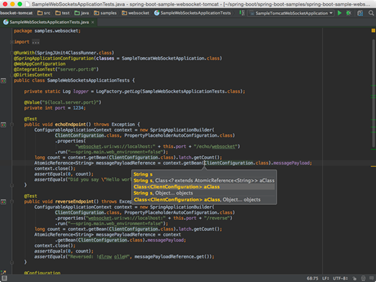 SampleWebSocketsApplicationTests.java - spring-boot-sample-websocket-tomcat - [~/spring-boot/spring-boot-samples/spring-boot-sample-webso...
src
test
java
samples
websocket
SampleWebSocketsApplicationTests
SampleTomcatWebSocketApplication
SampleWebSocketsApplicationTests.java
package samples.websocket;
import ...
@RunWith(SpringJUnit4ClassRunner.class)
@SpringApplicationConfiguration(classes = SampleTomcatWebSocketApplication.class)
@WebAppConfiguration
@IntegrationTest("server.port=0")
@DirtiesContext
public class SampleWebSocketsApplicationTests {
private static Log logger = LogFactory.getLog(SampleWebSocketsApplicationTests.class);
@Value("${local.server.port}")
private int port = 1234;
@Test
public void echoEndpoint() throws Exception {
ConfigurableApplicationContext context = new SpringApplicationBuilder(
ClientConfiguration.class, PropertyPlaceholderAutoConfiguration.class)
.properties(
"websocket.uri:ws://localhost:" + this.port + "/echo/websocket")
.run("--spring.main.web_environment=false");
long count = context.getBean(ClientConfiguration.class).latch.getCount();
AtomicReference<String> messagePayloadReference = context.getBean(ClientConfiguration.class).messagePayload;
context.close();
assertEquals(0, count);
assertEquals("Did you say \"Hello wor
String s
String s, Class<? extends AtomicReference<String>> aClass
Class<ClientConfiguration> aClass
String s, Object... objects
Class<ClientConfiguration> aClass, Object... objects
}
@Test
public void reverseEndpoint() throws Exception {
ConfigurableApplicationContext context = new SpringApplicationBuilder(
ClientConfiguration.class, PropertyPlaceholderAutoConfiguration.class)
.properties("websocket.uri:ws://localhost:" + this.port + "/reverse")
.run("--spring.main.web_environment=false");
long count = context.getBean(ClientConfiguration.class).latch.getCount();
AtomicReference<String> messagePayloadReference = context
.getBean(ClientConfiguration.class).messagePayload;
context.close();
assertEquals(0, count);
assertEquals("Reversed: !dlrow olleH", messagePayloadReference.get());
}
@Configuration
68:75
LF÷
UTF-8÷